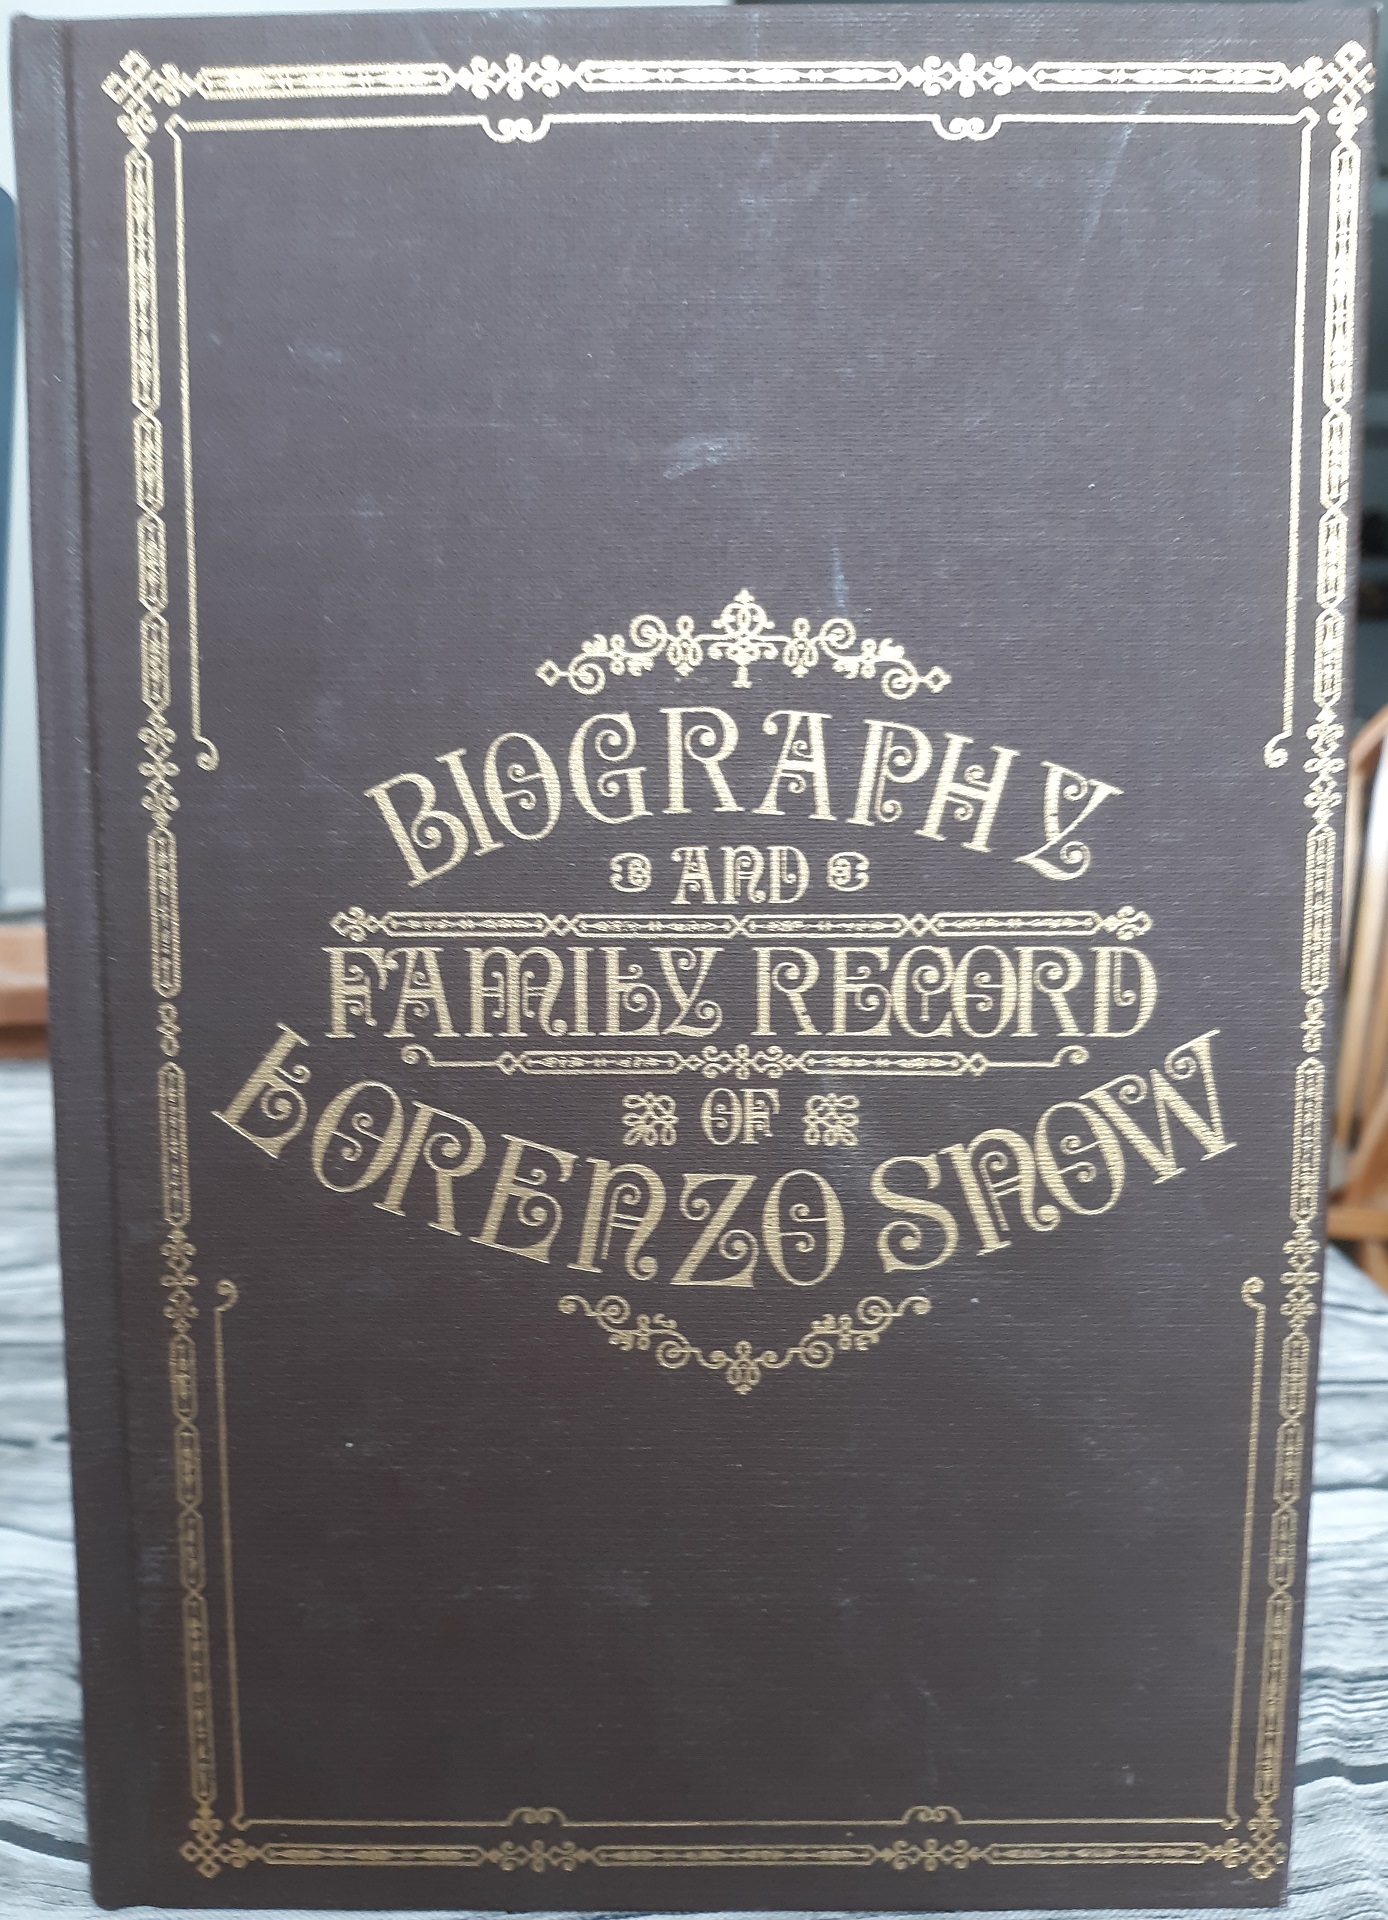 BIOGRAPHY
AND
FAMILY RECORD
OF
LORENZO SNOW